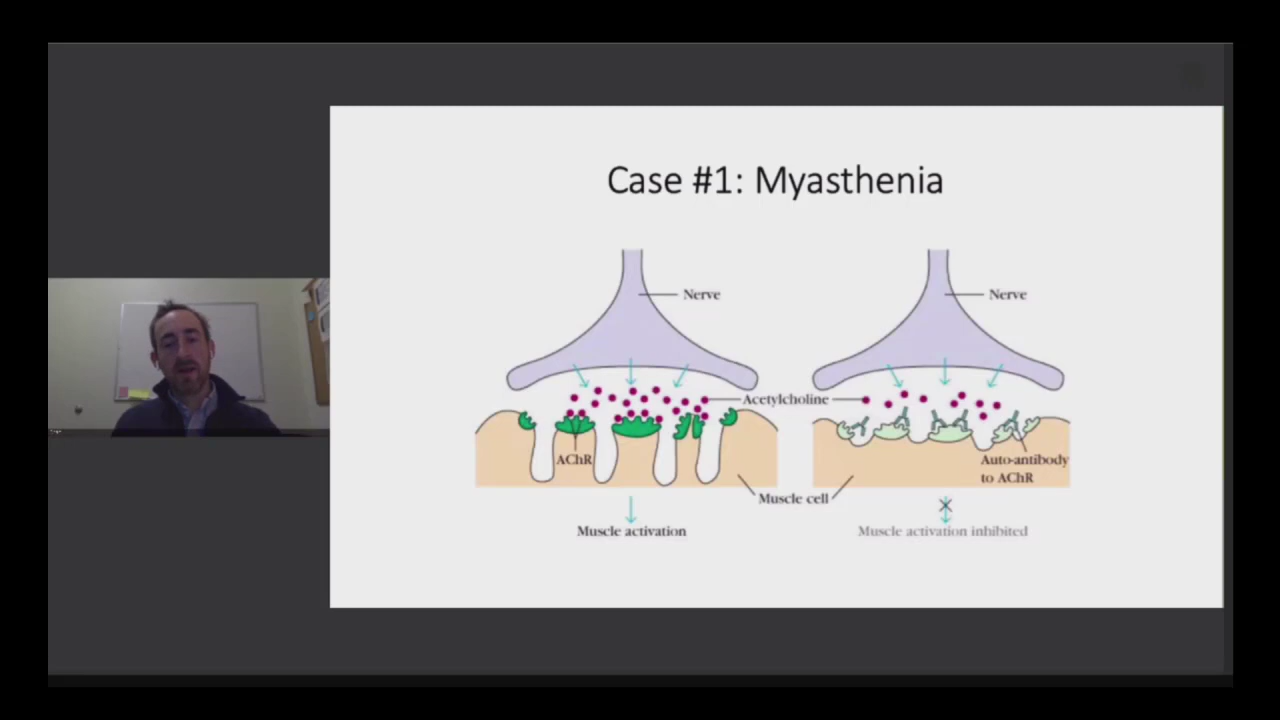 Case #1: Myasthenia
Nerve
Nerve
Acetylcholine
AChR
Auto-antibody
to AChR
Muscle cell
Muscle activation
Muscle activation inhibited